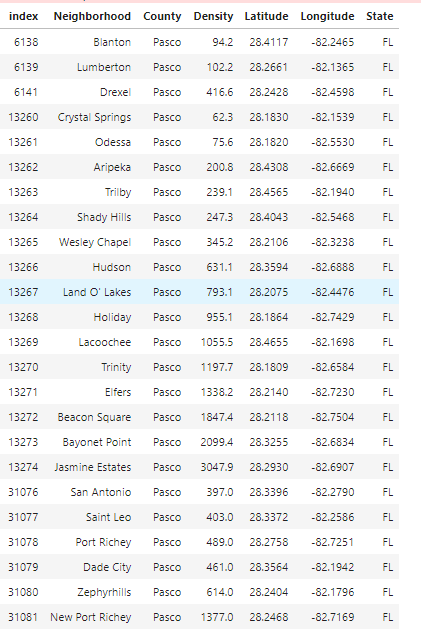 index Neighborhood County Density Latitude Longitude State
6138 Blanton Pasco 94.2 28.4117 -82.2465 FL
6139 Lumberton Pasco 102.2 28.2661 -82.1365 FL
6141 Drexel Pasco 416.6 28.2428 -82.4598 FL
13260 Crystal Springs Pasco 62.3 28.1830 -82.1539 FL
13261 Odessa Pasco 75.6 28.1820 -82.5530 FL
13262 Aripeka Pasco 200.8 28.4308 -82.6669 FL
13263 Trilby Pasco 239.1 28.4565 -82.1940 FL
13264 Shady Hills Pasco 247.3 28.4043 -82.5468 FL
13265 Wesley Chapel Pasco 345.2 28.2106 -82.3238 FL
13266 Hudson Pasco 631.1 28.3594 -82.6888 FL
13267 Land O' Lakes Pasco 793.1 28.2075 -82.4476 FL
13268 Holiday Pasco 955.1 28.1864 -82.7429 FL
13269 Lacoochee Pasco 1055.5 28.4655 -82.1698 FL
13270 Trinity Pasco 1197.7 28.1809 -82.6584 FL
13271 Elfers Pasco 1338.2 28.2140 -82.7230 FL
13272 Beacon Square Pasco 1847.4 28.2118 -82.7504 FL
13273 Bayonet Point Pasco 2099.4 28.3255 -82.6834 FL
13274 Jasmine Estates Pasco 3047.9 28.2930 -82.6907 FL
31076 San Antonio Pasco 397.0 28.3396 -82.2790 FL
31077 Saint Leo Pasco 403.0 28.3372 -82.2586 FL
31078 Port Richey Pasco 489.0 28.2758 -82.7251 FL
31079 Dade City Pasco 461.0 28.3564 -82.1942 FL
31080 Zephyrhills Pasco 614.0 28.2404 -82.1796 FL
31081 New Port Richey Pasco 1377.0 28.2468 -82.7169 FL